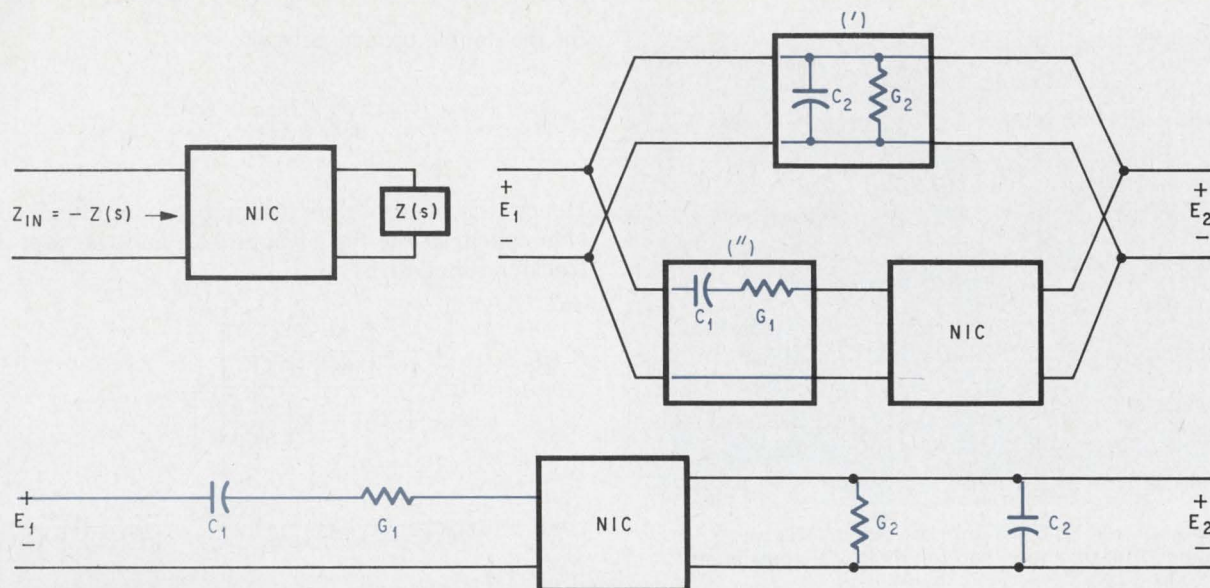 Z_IN = – Z(s)
NIC
Z(s)
(′)
C₂
G₂
+
E₁
–
+
E₂
–
(″)
C₁
G₁
NIC
+
E₁
–
C₁
G₁
NIC
G₂
C₂
+
E₂
–